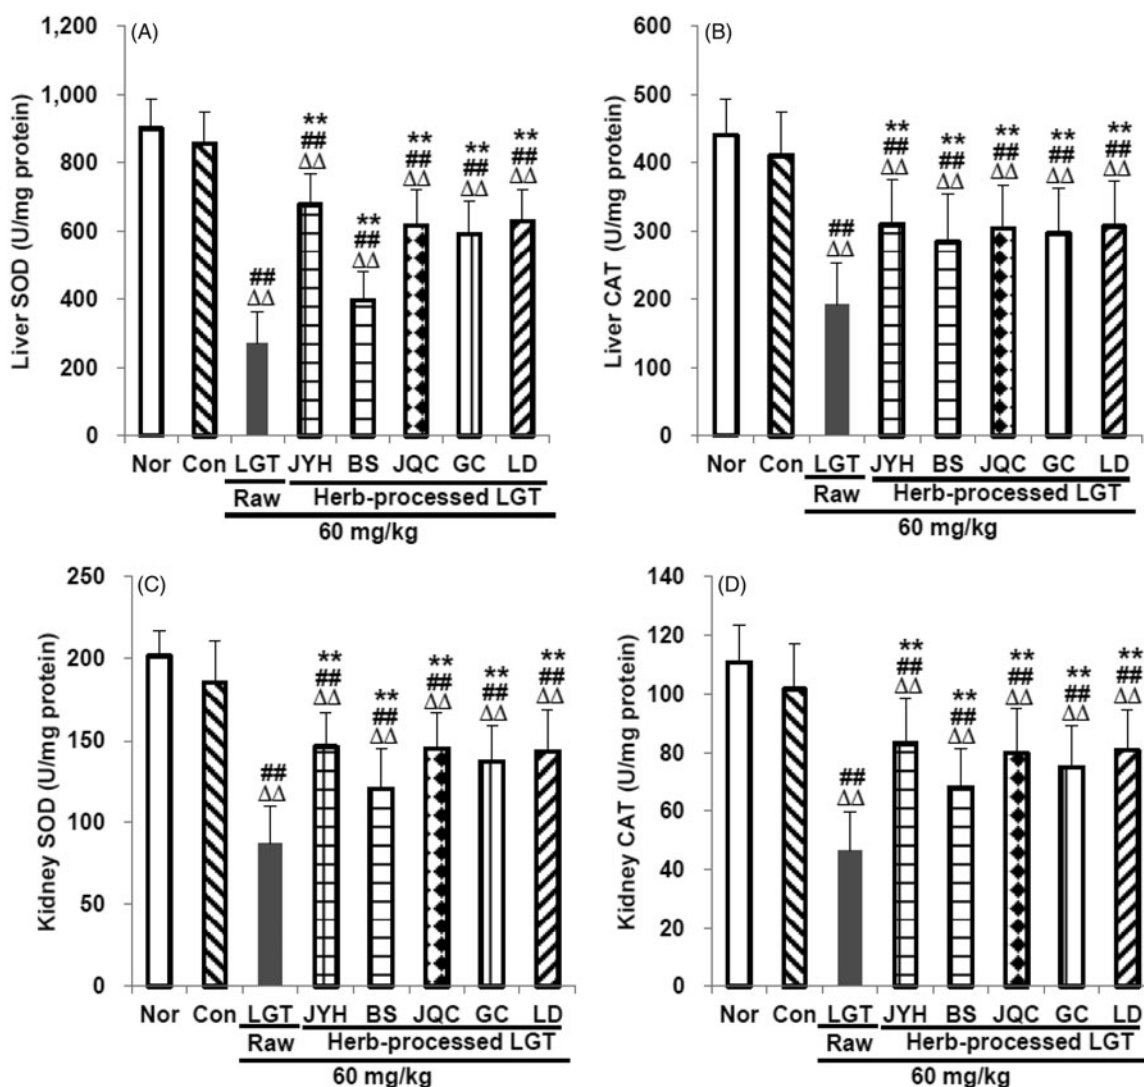 (A)
Liver SOD (U/mg protein)
1,200
1,000
800
600
400
200
0
##
ΔΔ
**
##
ΔΔ
**
##
ΔΔ
**
##
ΔΔ
**
##
ΔΔ
**
##
ΔΔ
Nor Con LGT JYH BS JQC GC LD
Raw Herb-processed LGT
60 mg/kg
(B)
Liver CAT (U/mg protein)
600
500
400
300
200
100
0
##
ΔΔ
**
##
ΔΔ
**
##
ΔΔ
**
##
ΔΔ
**
##
ΔΔ
**
##
ΔΔ
Nor Con LGT JYH BS JQC GC LD
Raw Herb-processed LGT
60 mg/kg
(C)
Kidney SOD (U/mg protein)
250
200
150
100
50
0
##
ΔΔ
**
##
ΔΔ
**
##
ΔΔ
**
##
ΔΔ
**
##
ΔΔ
**
##
ΔΔ
Nor Con LGT JYH BS JQC GC LD
Raw Herb-processed LGT
60 mg/kg
(D)
Kidney CAT (U/mg protein)
140
120
100
80
60
40
20
0
##
ΔΔ
**
##
ΔΔ
**
##
ΔΔ
**
##
ΔΔ
**
##
ΔΔ
**
##
ΔΔ
Nor Con LGT JYH BS JQC GC LD
Raw Herb-processed LGT
60 mg/kg